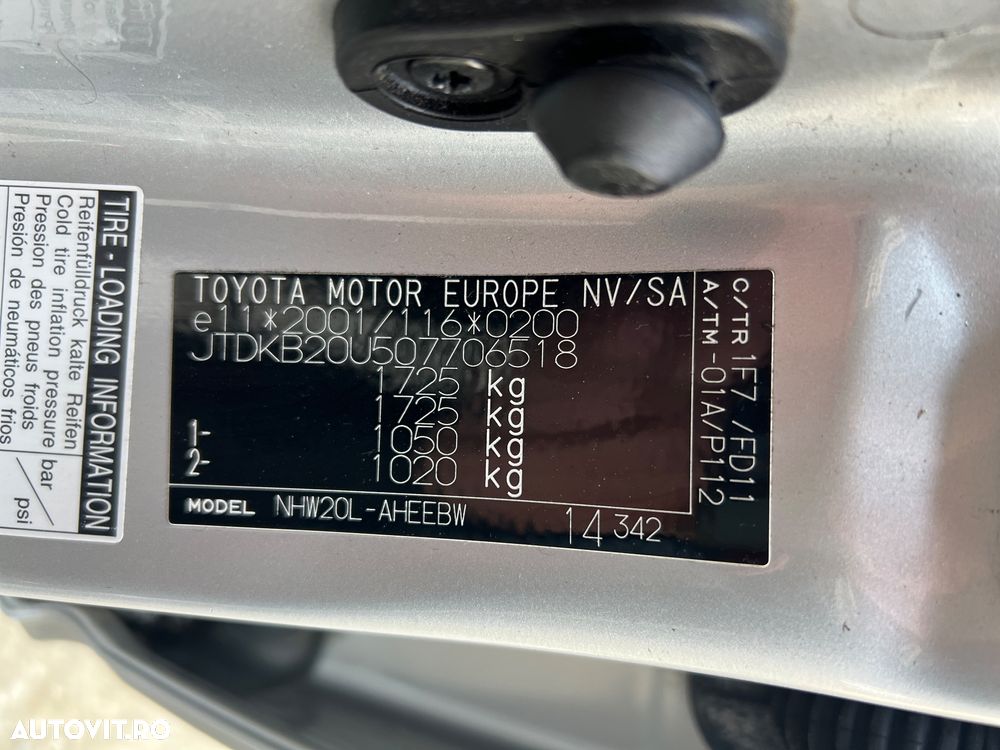 TIRE - LOADING INFORMATION
Reifenfülldruck kalte Reifen
Cold tire inflation pressure bar
Pression des pneus froids
Presión de neumáticos fríos / psi
TOYOTA MOTOR EUROPE NV/SA
e11*2001/116*0200
JTDKB20U507706518
1725 kg
1725 kg
1- 1050 kg
2- 1020 kg
MODEL NHW20L-AHEEBW
14 342
C/TR 1F7 /FD11
A/TM -01A/P112
AUTOVIT.RO